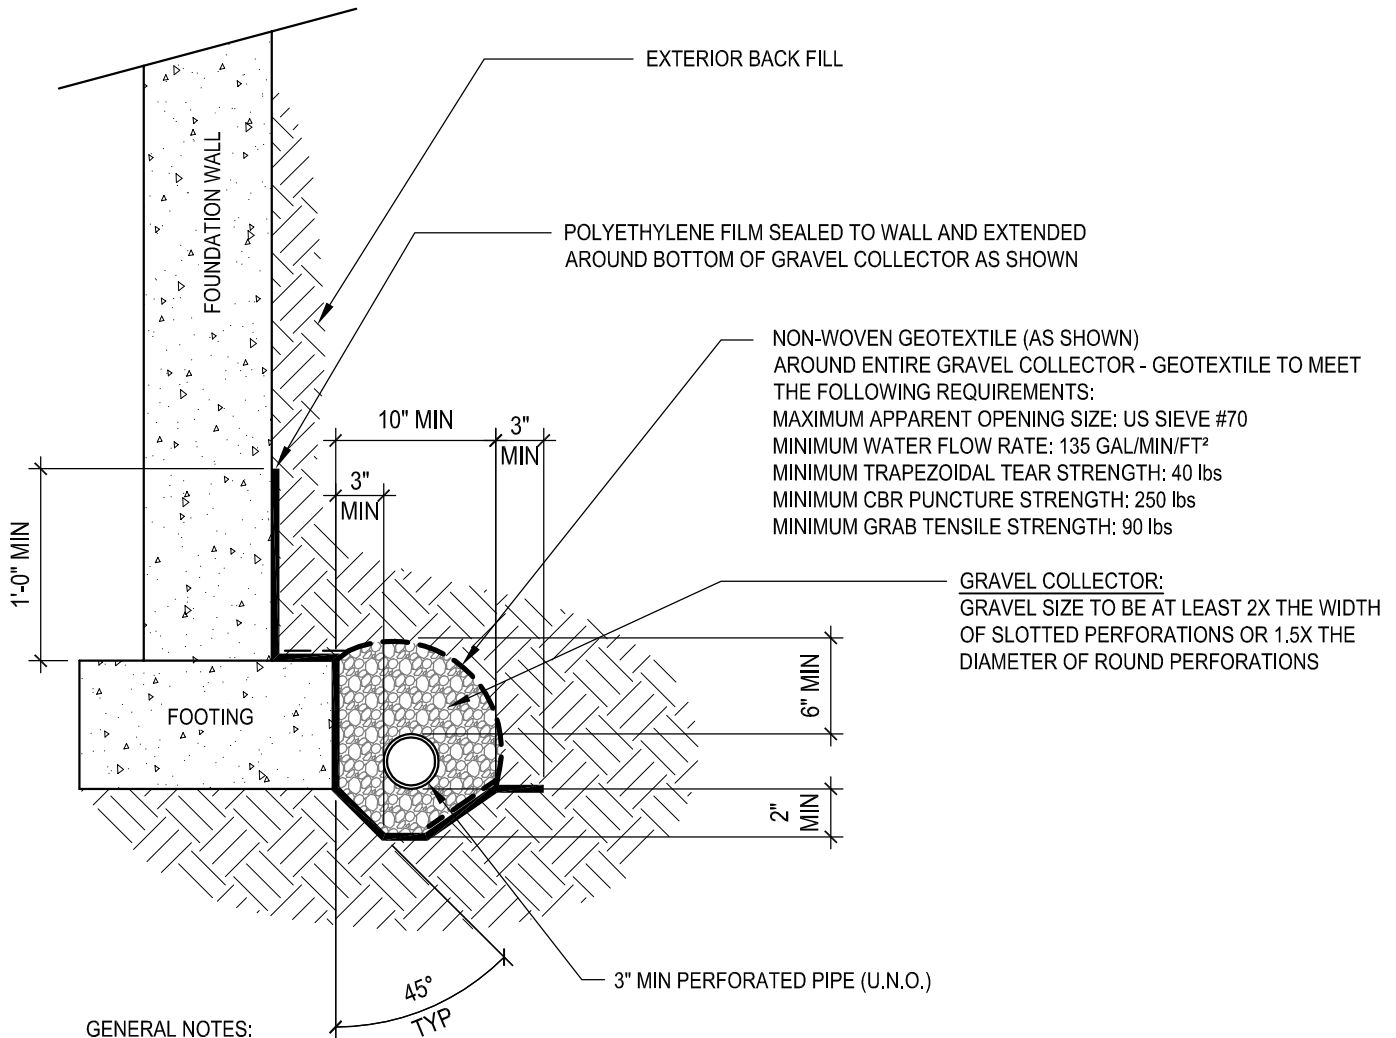 EXTERIOR BACK FILL
FOUNDATION WALL
POLYETHYLENE FILM SEALED TO WALL AND EXTENDED
AROUND BOTTOM OF GRAVEL COLLECTOR AS SHOWN
NON-WOVEN GEOTEXTILE (AS SHOWN)
AROUND ENTIRE GRAVEL COLLECTOR - GEOTEXTILE TO MEET
THE FOLLOWING REQUIREMENTS:
MAXIMUM APPARENT OPENING SIZE: US SIEVE #70
MINIMUM WATER FLOW RATE: 135 GAL/MIN/FT²
MINIMUM TRAPEZOIDAL TEAR STRENGTH: 40 lbs
MINIMUM CBR PUNCTURE STRENGTH: 250 lbs
MINIMUM GRAB TENSILE STRENGTH: 90 lbs
10" MIN
3"
MIN
3"
MIN
1'-0" MIN
GRAVEL COLLECTOR:
GRAVEL SIZE TO BE AT LEAST 2X THE WIDTH
OF SLOTTED PERFORATIONS OR 1.5X THE
DIAMETER OF ROUND PERFORATIONS
6" MIN
FOOTING
2"
MIN
3" MIN PERFORATED PIPE (U.N.O.)
45°
TYP
GENERAL NOTES: